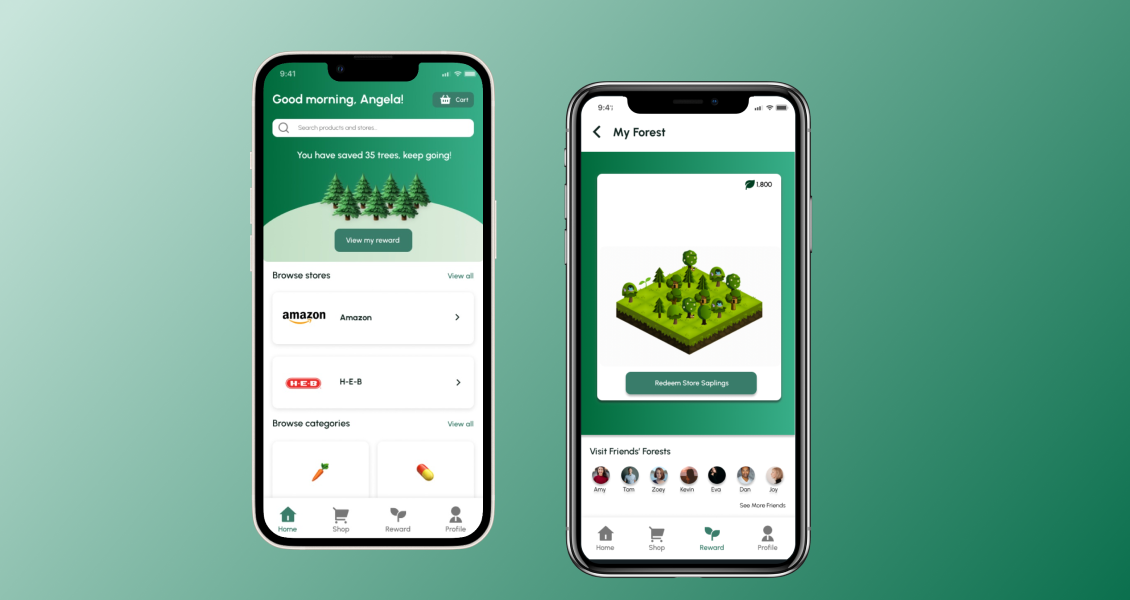 9:41
Good morning, Angela!
Cart
Search products and stores..
You have saved 35 trees, keep going!
View my reward
Browse stores
View all
amazon
Amazon
H-E-B
H-E-B
Browse categories
View all
Home
Shop
Reward
Profile
9:41
My Forest
1,800
Redeem Store Saplings
Visit Friends' Forests
Amy
Tom
Zoey
Kevin
Eva
Dan
Joy
See More Friends
Home
Shop
Reward
Profile